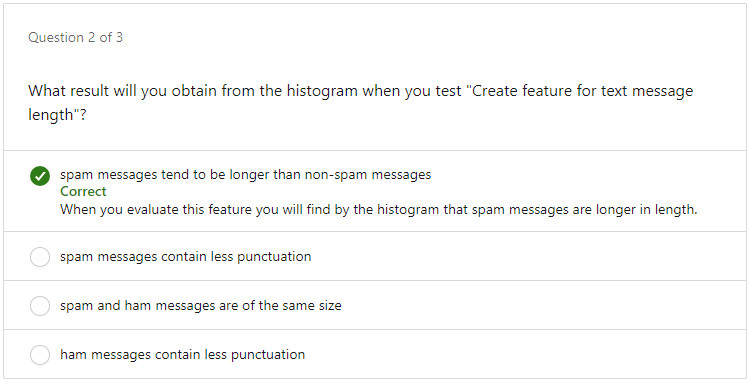 Question 2 of 3
What result will you obtain from the histogram when you test "Create feature for text message
length"?
spam messages tend to be longer than non-spam messages
Correct
When you evaluate this feature you will find by the histogram that spam messages are longer in length.
spam messages contain less punctuation
spam and ham messages are of the same size
ham messages contain less punctuation